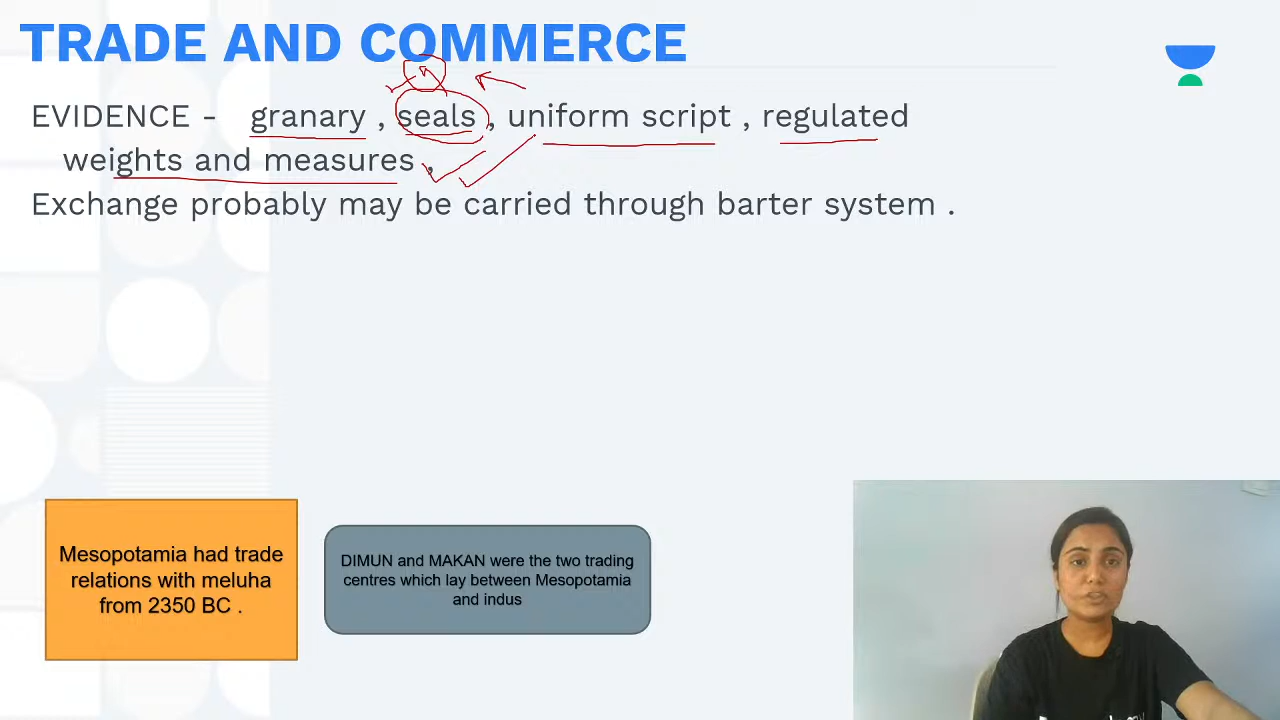 TRADE AND COMMERCE
EVIDENCE - granary , seals , uniform script , regulated
weights and measures ,
Exchange probably may be carried through barter system .
Mesopotamia had trade
relations with meluha
from 2350 BC .
DIMUN and MAKAN were the two trading
centres which lay between Mesopotamia
and indus